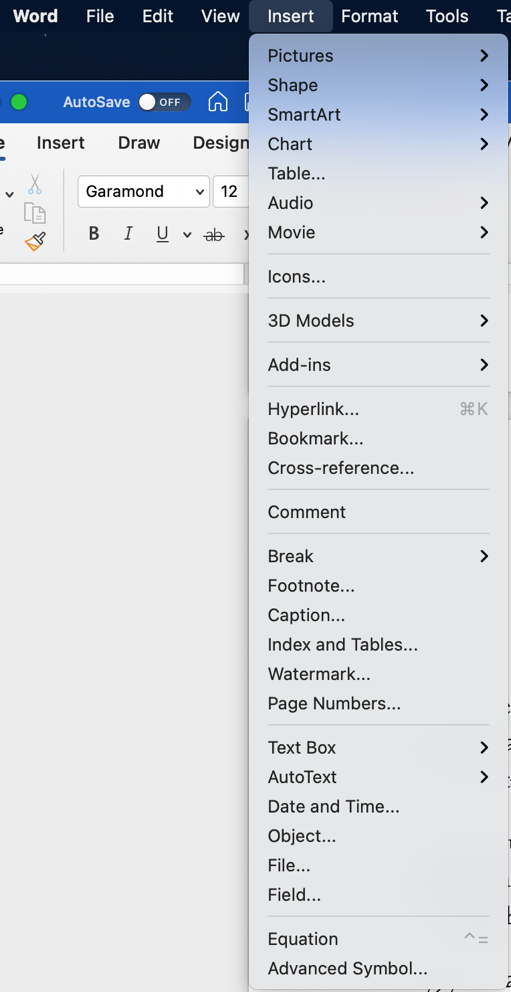 Word File Edit View Insert Format Tools
AutoSave OFF
Insert Draw Design
Garamond 12
B I U ab
Pictures
Shape
SmartArt
Chart
Table...
Audio
Movie
Icons...
3D Models
Add-ins
Hyperlink... ⌘K
Bookmark...
Cross-reference...
Comment
Break
Footnote...
Caption...
Index and Tables...
Watermark...
Page Numbers...
Text Box
AutoText
Date and Time...
Object...
File...
Field...
Equation ^=
Advanced Symbol...